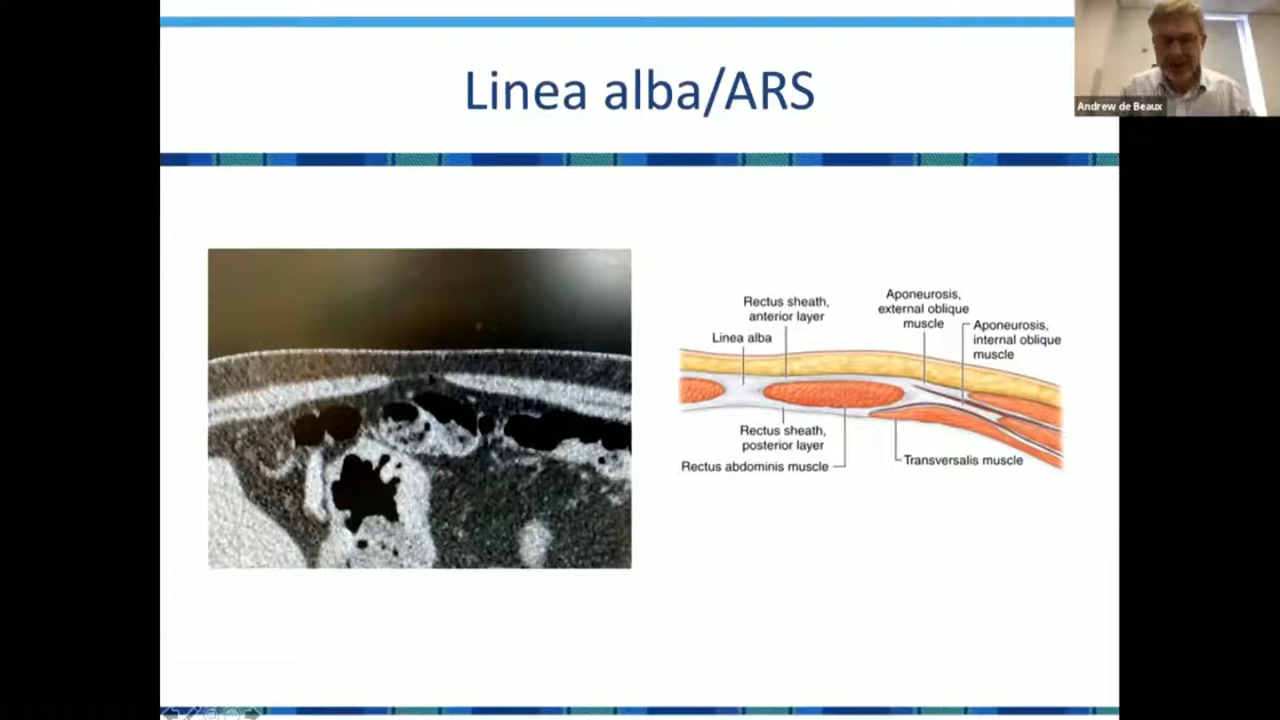 Linea alba/ARS
Andrew de Beaux
Rectus sheath,
anterior layer
Aponeurosis,
external oblique
muscle
Aponeurosis,
internal oblique
muscle
Linea alba
Rectus sheath,
posterior layer
Rectus abdominis muscle
Transversalis muscle